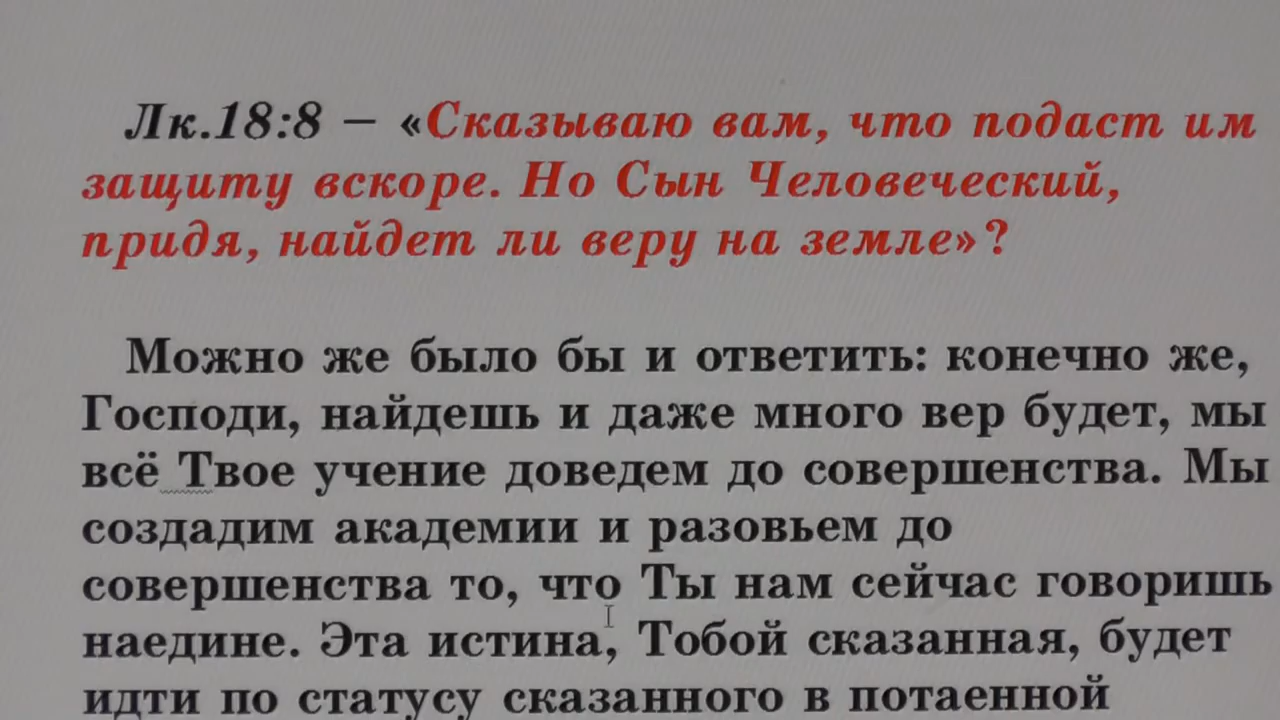 Лк.18:8 – «Сказываю вам, что подаст им
защиту вскоре. Но Сын Человеческий,
придя, найдет ли веру на земле»?
Можно же было бы и ответить: конечно же,
Господи, найдешь и даже много вер будет, мы
всё Твое учение доведем до совершенства. Мы
создадим академии и разовьем до
совершенства то, что Ты нам сейчас говоришь
наедине. Эта истина, Тобой сказанная, будет
идти по статусу сказанного в потаенной